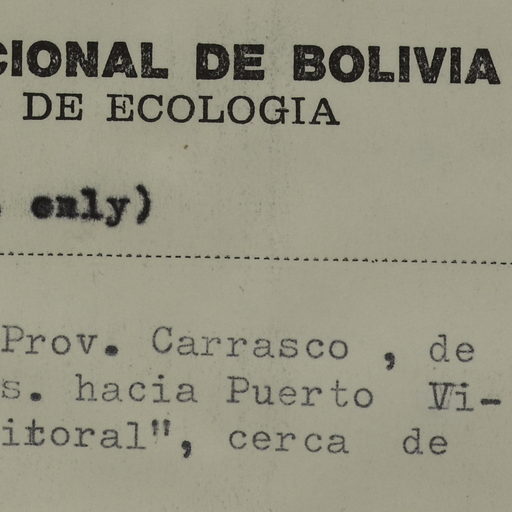 CIONAL DE BOLIVIA
DE ECOLOGIA
only)
Prov. Carrasco , de
s. hacia Puerto Vi-
itoral", cerca de